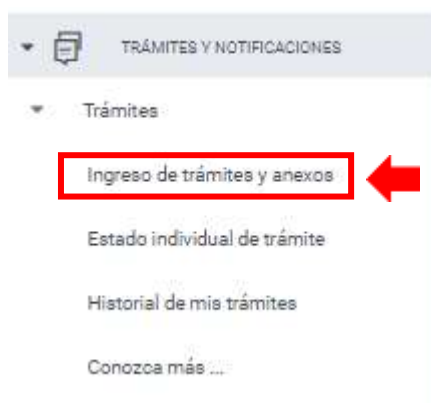 TRÁMITES Y NOTIFICACIONES
Trámites
Ingreso de trámites y anexos
Estado individual de trámite
Historial de mis trámites
Conozca más ...